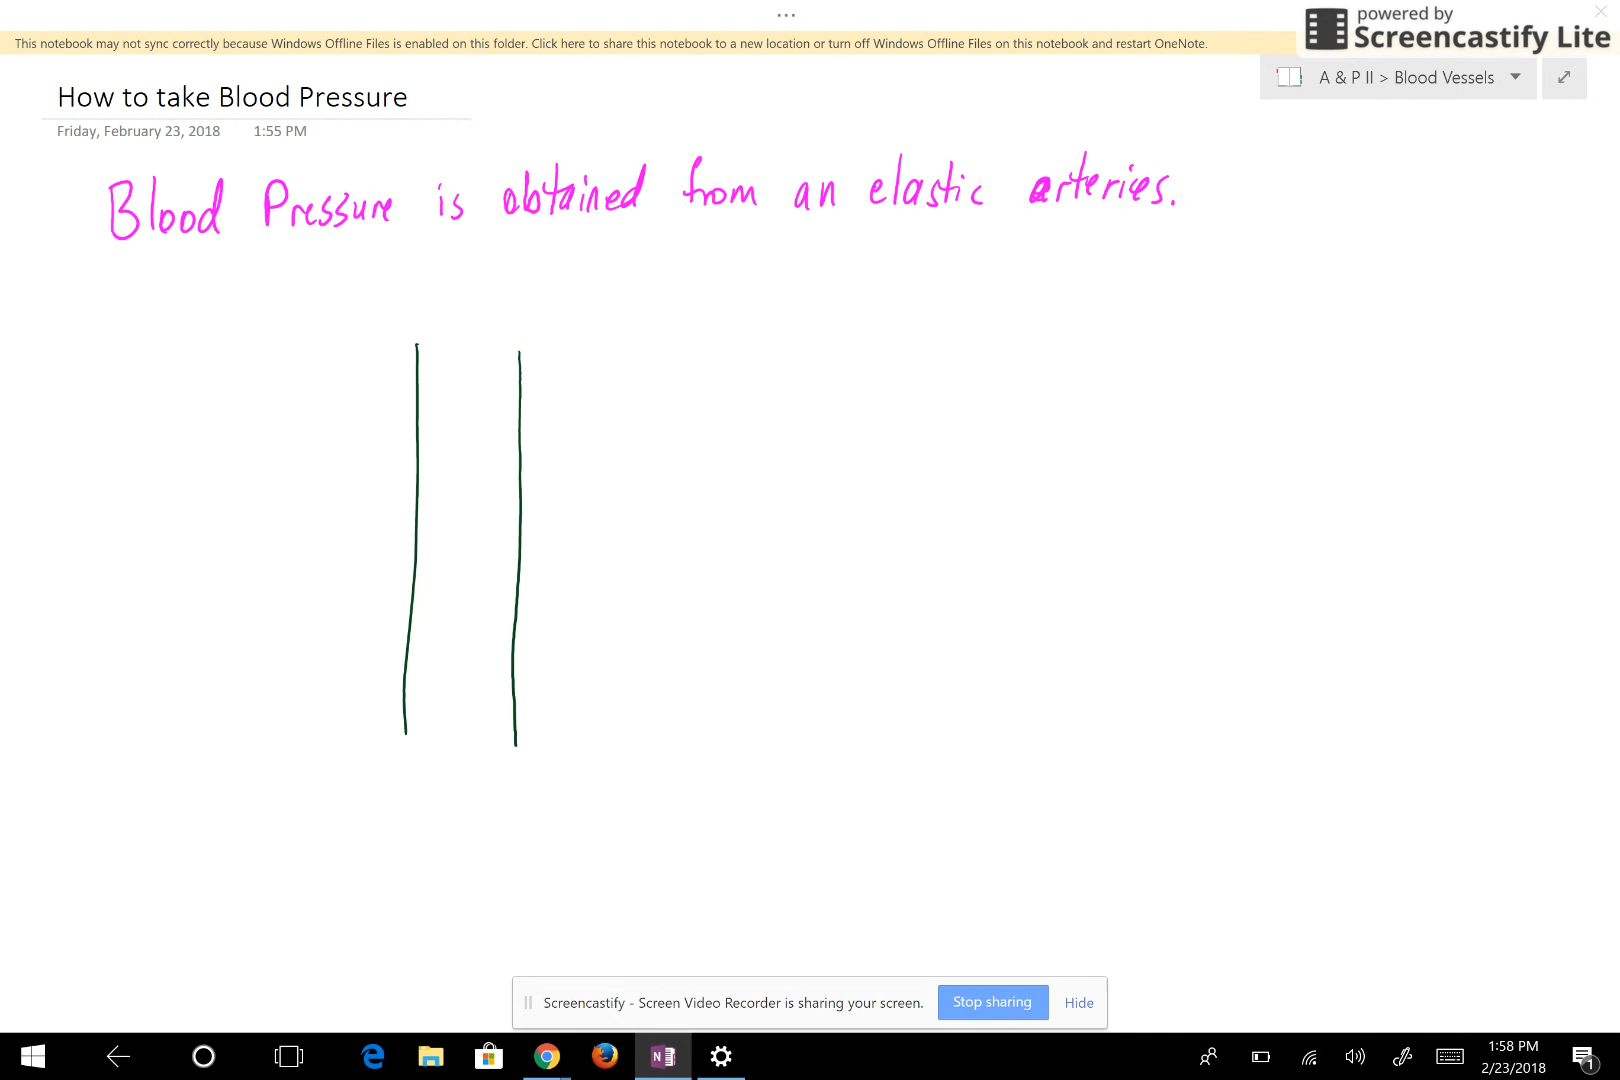 ...
powered by
Screencastify Lite
This notebook may not sync correctly because Windows Offline Files is enabled on this folder. Click here to share this notebook to a new location or turn off Windows Offline Files on this notebook and restart OneNote.
A & P II > Blood Vessels
How to take Blood Pressure
Friday, February 23, 2018 1:55 PM
Blood Pressure is obtained from an elastic arteries.
Screencastify - Screen Video Recorder is sharing your screen. Stop sharing Hide
N
1:58 PM
2/23/2018
1